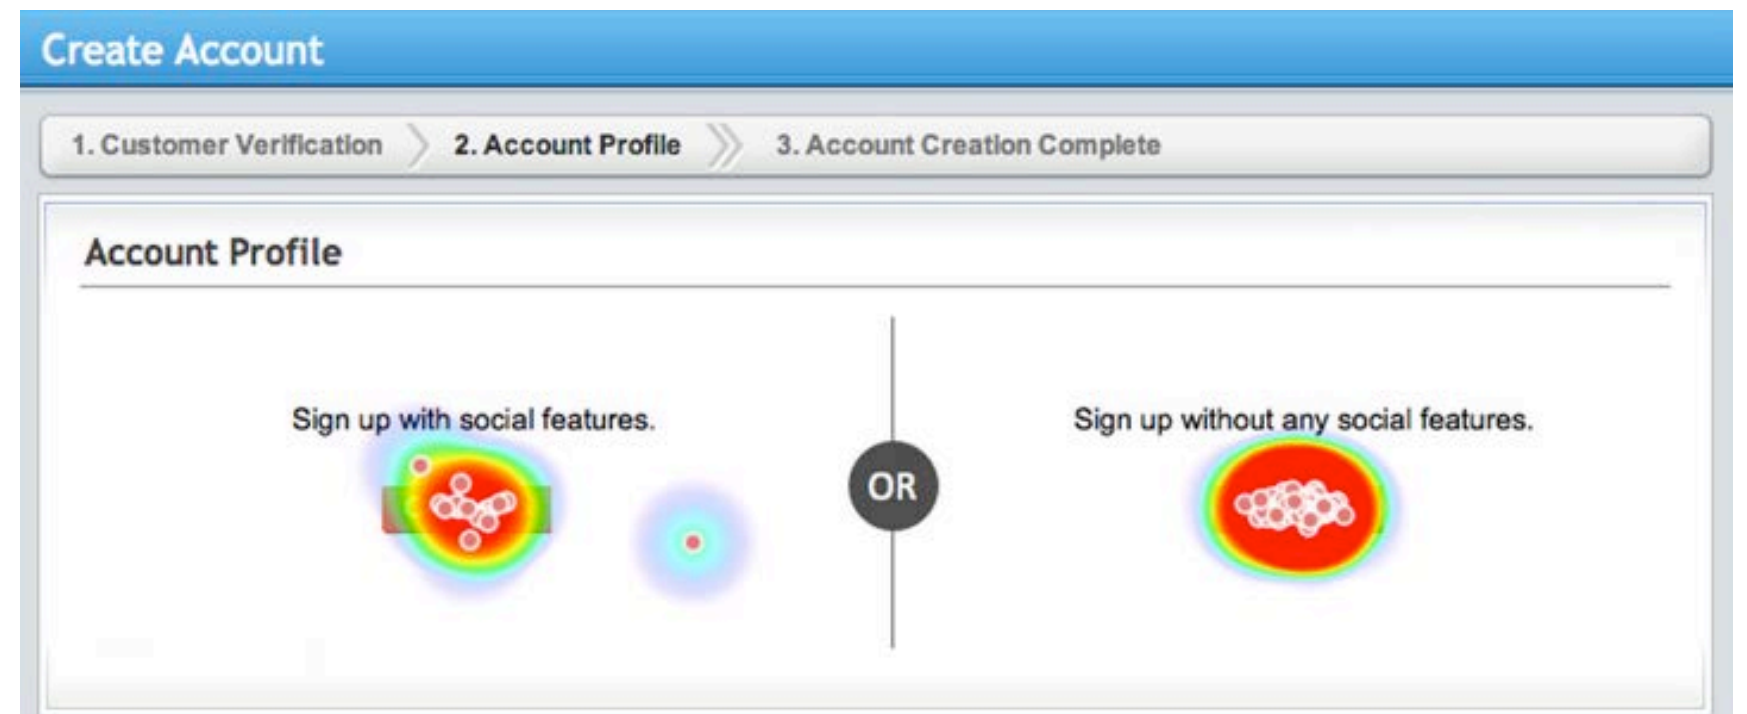 Create Account
1. Customer Verification 2. Account Profile 3. Account Creation Complete
Account Profile
Sign up with social features.
OR
Sign up without any social features.